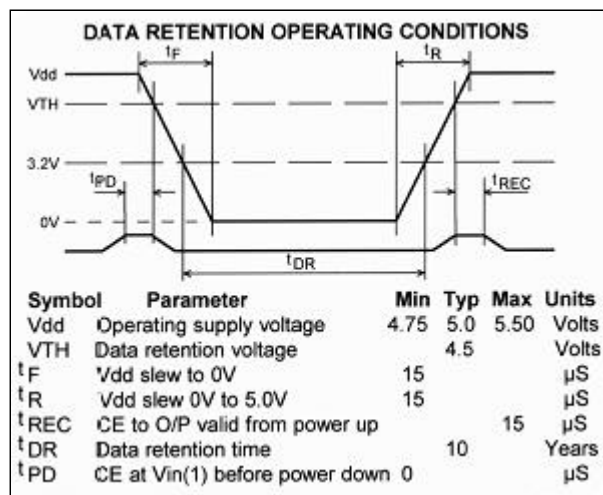 DATA RETENTION OPERATING CONDITIONS
tF
tR
Vdd
VTH
3.2V
tPD
tREC
0V
tDR
Symbol Parameter Min Typ Max Units
Vdd Operating supply voltage 4.75 5.0 5.50 Volts
VTH Data retention voltage 4.5 Volts
tF Vdd slew to 0V 15 µS
tR Vdd slew 0V to 5.0V 15 µS
tREC CE to O/P valid from power up 15 µS
tDR Data retention time 10 Years
tPD CE at Vin(1) before power down 0 µS